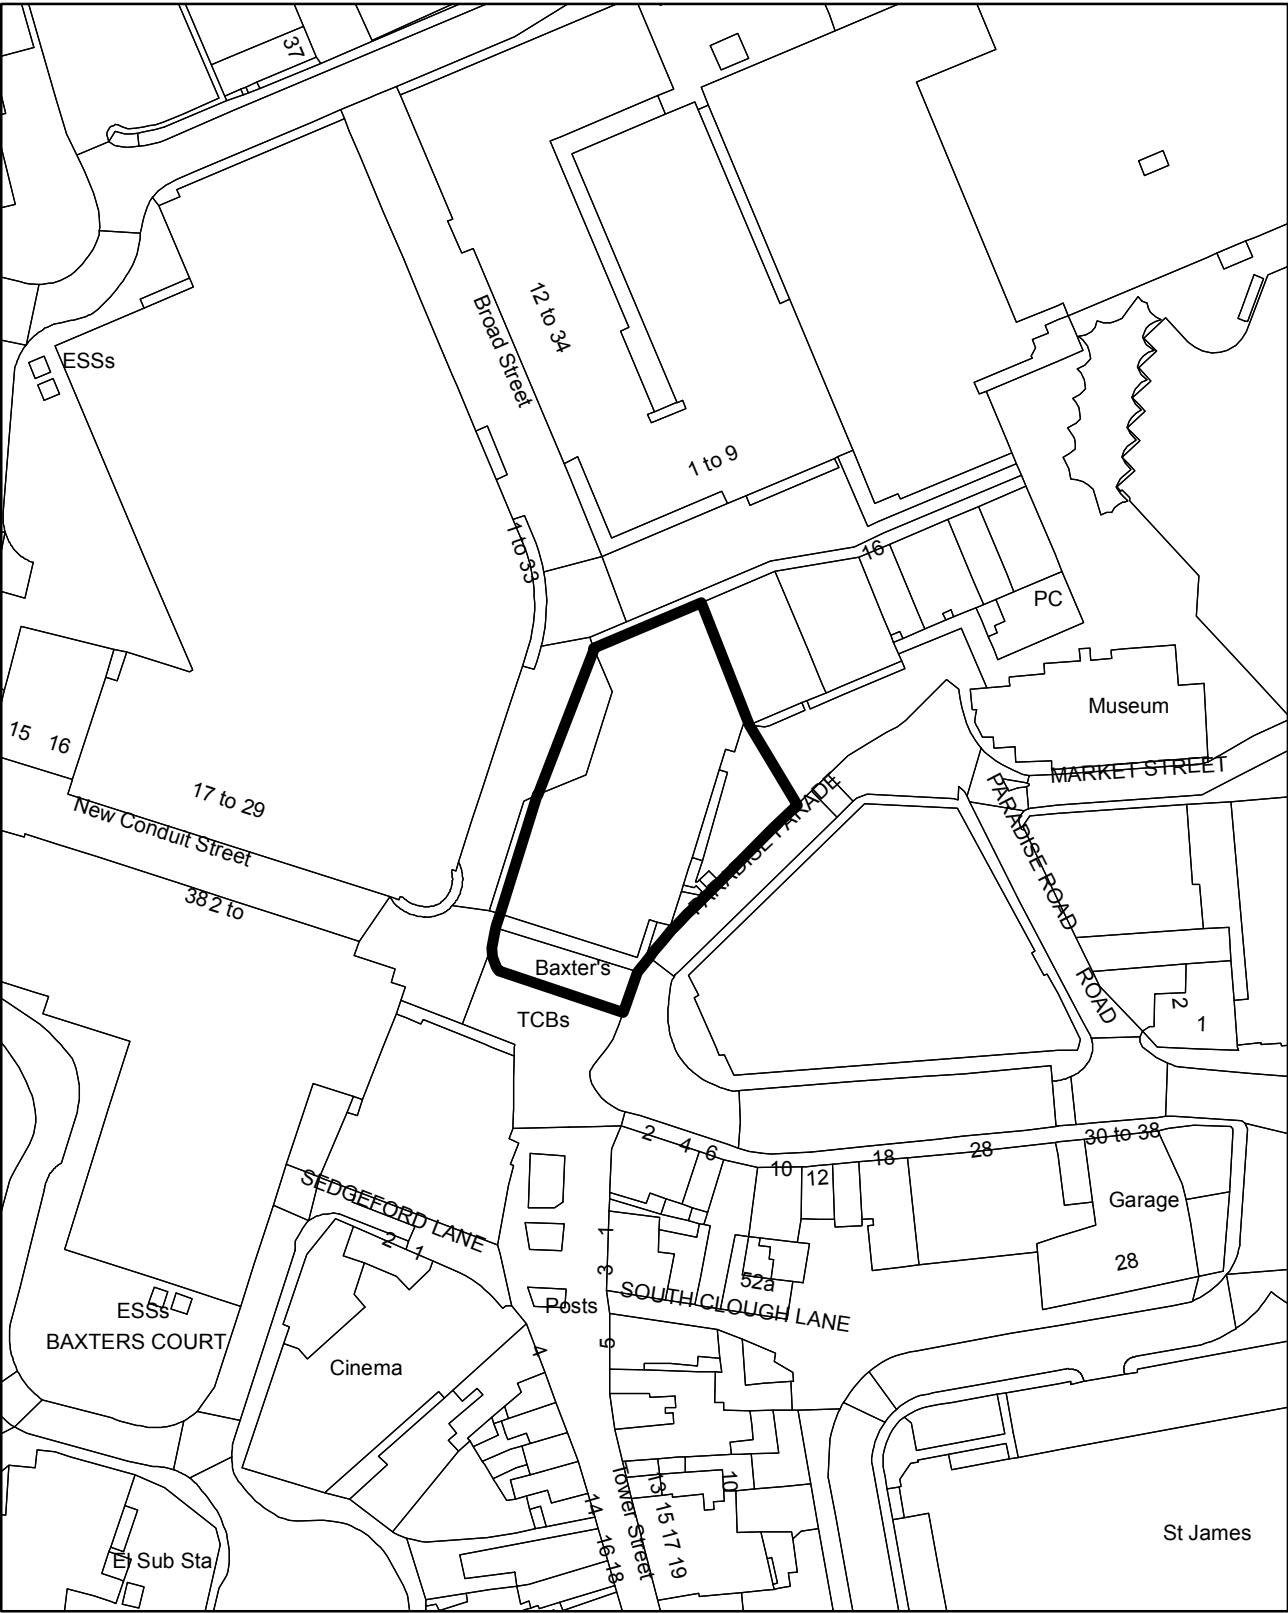 37
ESSs
Broad Street
12 to 34
1 to 9
1 to 33
16
PC
Museum
MARKET STREET
15
16
17 to 29
New Conduit Street
38
2 to
PARADISE PARADE
PARADISE ROAD
ROAD
2
1
Baxter's
TCBs
2
4
6
10
12
18
28
30 to 38
Garage
28
SEDGEFORD LANE
2
1
1
3
5
52a
SOUTH CLOUGH LANE
Posts
4
ESSs
BAXTERS COURT
Cinema
Tower Street
13
15
17
19
10
14
16
18
El Sub Sta
St James